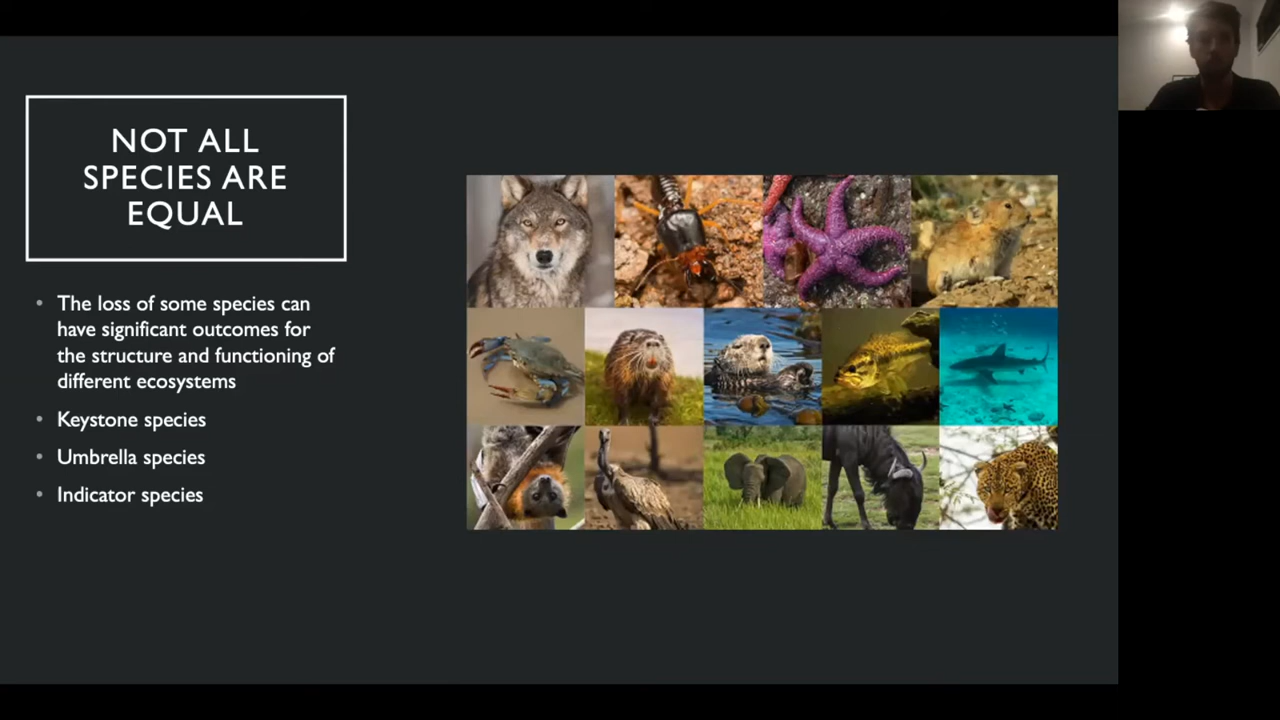 NOT ALL
SPECIES ARE
EQUAL
• The loss of some species can
have significant outcomes for
the structure and functioning of
different ecosystems
• Keystone species
• Umbrella species
• Indicator species